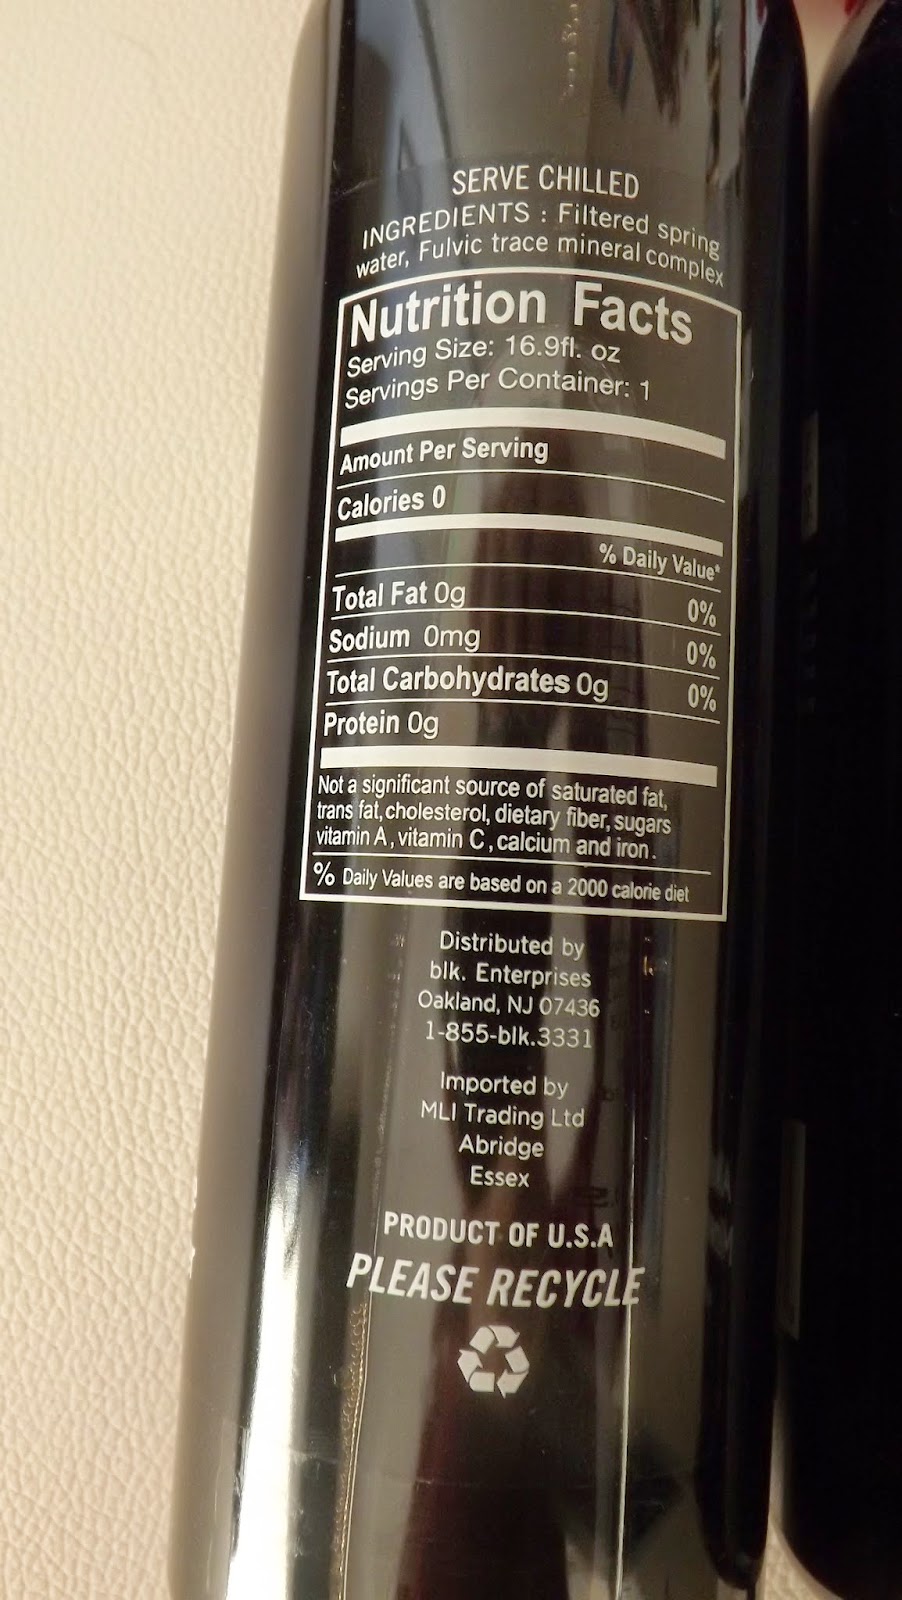 SERVE CHILLED
INGREDIENTS : Filtered spring
water, Fulvic trace mineral complex
Nutrition Facts
Serving Size: 16.9fl. oz
Servings Per Container: 1
Amount Per Serving
Calories 0
% Daily Value*
Total Fat 0g 0%
Sodium 0mg 0%
Total Carbohydrates 0g 0%
Protein 0g
Not a significant source of saturated fat,
trans fat, cholesterol, dietary fiber, sugars
vitamin A, vitamin C, calcium and iron.
% Daily Values are based on a 2000 calorie diet
Distributed by
blk. Enterprises
Oakland, NJ 07436
1-855-blk.3331
Imported by
MLI Trading Ltd
Abridge
Essex
PRODUCT OF U.S.A
PLEASE RECYCLE